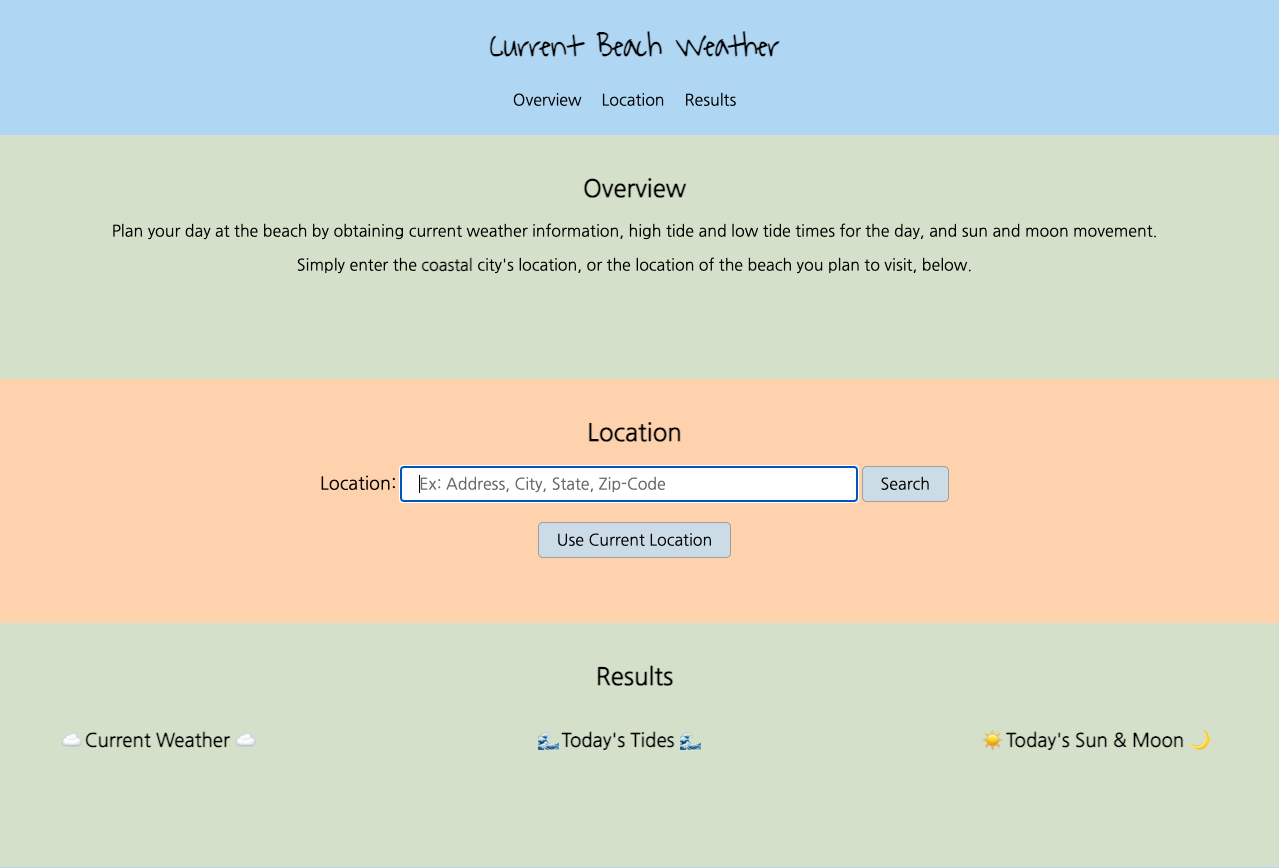 Current Beach Weather
Overview Location Results
Overview
Plan your day at the beach by obtaining current weather information, high tide and low tide times for the day, and sun and moon movement.
Simply enter the coastal city's location, or the location of the beach you plan to visit, below.
Location
Location: Ex: Address, City, State, Zip-Code Search
Use Current Location
Results
☁️ Current Weather ☁️ 🌊Today's Tides 🌊 ☀️ Today's Sun & Moon 🌙